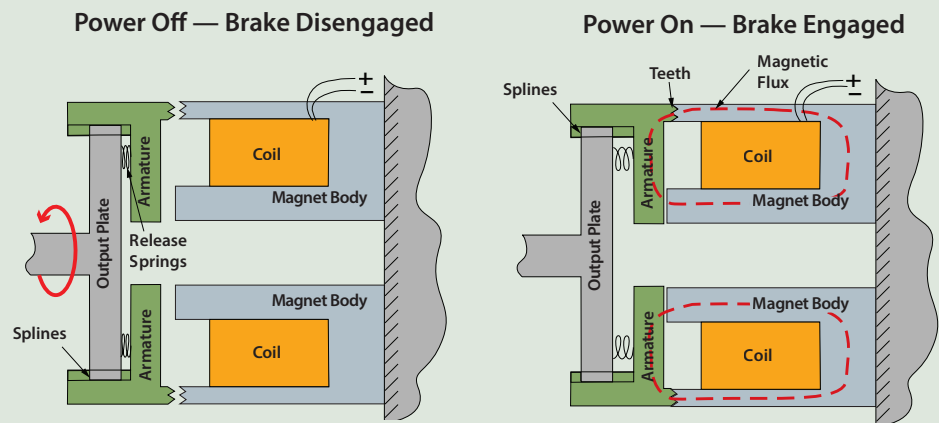 Power Off — Brake Disengaged
+
−
Coil
Armature
Magnet Body
Output Plate
Release
Springs
Magnet Body
Splines
Armature
Coil
Power On — Brake Engaged
Magnetic
Flux
Teeth
Splines
+
−
Coil
Armature
Magnet Body
Output Plate
Magnet Body
Armature
Coil